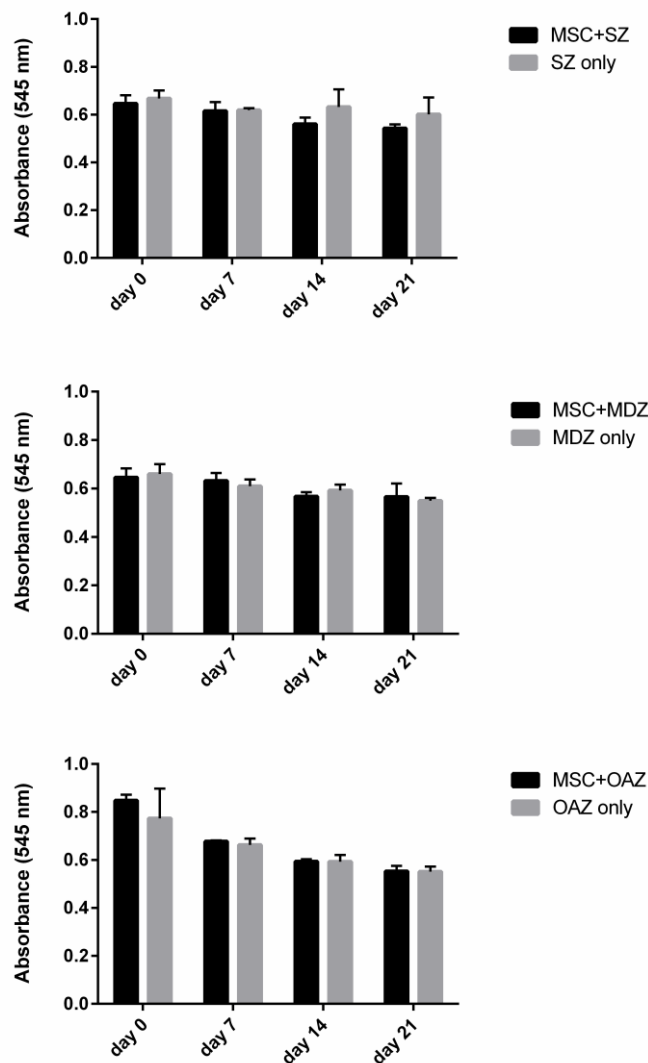 Absorbance (545 nm)
1.0
0.8
0.6
0.4
0.2
0.0
day 0
day 7
day 14
day 21
MSC+SZ
SZ only
Absorbance (545 nm)
1.0
0.8
0.6
0.4
0.2
0.0
day 0
day 7
day 14
day 21
MSC+MDZ
MDZ only
Absorbance (545 nm)
1.0
0.8
0.6
0.4
0.2
0.0
day 0
day 7
day 14
day 21
MSC+OAZ
OAZ only